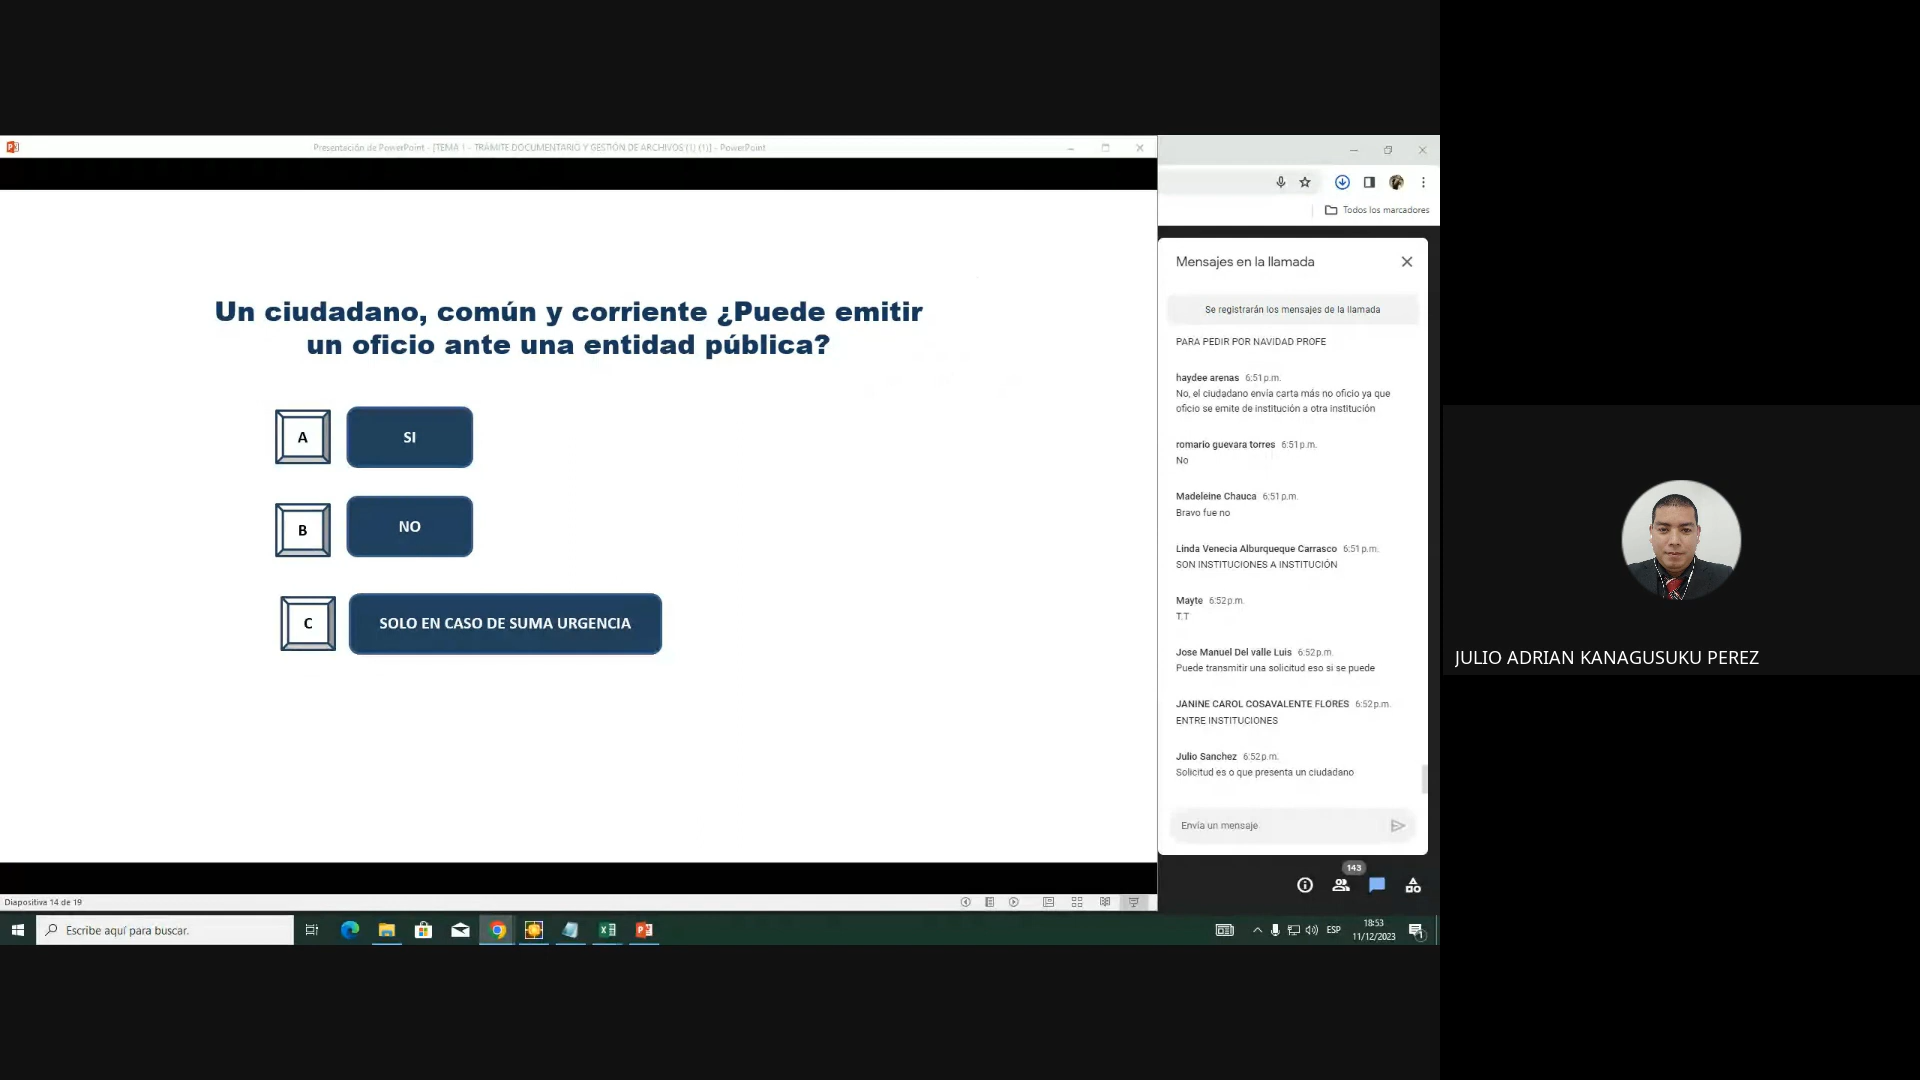 Presentación de PowerPoint - [TEMA 1 - TRÁMITE DOCUMENTARIO Y GESTIÓN DE ARCHIVOS (1) (1)] - PowerPoint
Un ciudadano, común y corriente ¿Puede emitir
un oficio ante una entidad pública?
A
SI
B
NO
C
SOLO EN CASO DE SUMA URGENCIA
Todos los marcadores
Mensajes en la llamada
Se registrarán los mensajes de la llamada
PARA PEDIR POR NAVIDAD PROFE
haydee arenas 6:51 p.m.
No, el ciudadano envía carta más no oficio ya que
oficio se emite de institución a otra institución
romario guevara torres 6:51 p.m.
No
Madeleine Chauca 6:51 p.m.
Bravo fue no
Linda Venecia Alburqueque Carrasco 6:51 p.m.
SON INSTITUCIONES A INSTITUCIÓN
Mayte 6:52 p.m.
T.T
Jose Manuel Del valle Luis 6:52 p.m.
Puede transmitir una solicitud eso si se puede
JANINE CAROL COSAVALENTE FLORES 6:52 p.m.
ENTRE INSTITUCIONES
Julio Sanchez 6:52 p.m.
Solicitud es o que presenta un ciudadano
Envía un mensaje
143
JULIO ADRIAN KANAGUSUKU PEREZ
Diapositiva 14 de 19
Escribe aquí para buscar.
ESP
18:53
11/12/2023
1